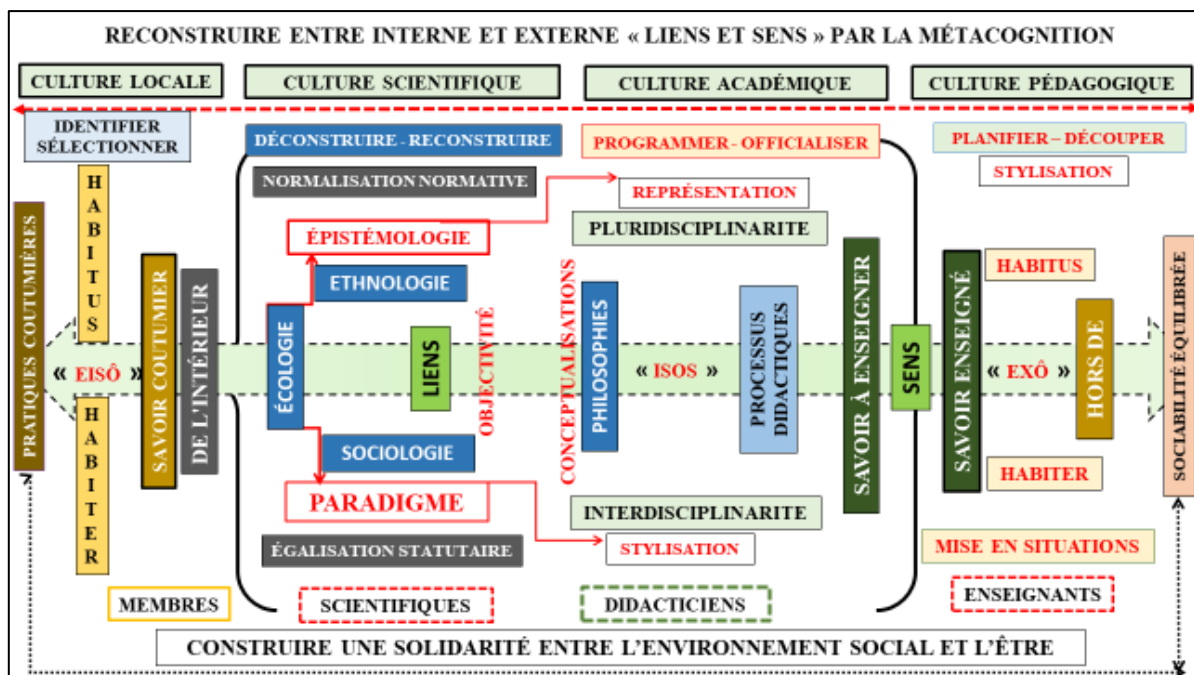 RECONSTRUIRE ENTRE INTERNE ET EXTERNE « LIENS ET SENS » PAR LA MÉTACOGNITION
CULTURE LOCALE
CULTURE SCIENTIFIQUE
CULTURE ACADÉMIQUE
CULTURE PÉDAGOGIQUE
IDENTIFIER
SÉLECTIONNER
DÉCONSTRUIRE - RECONSTRUIRE
PROGRAMMER - OFFICIALISER
PLANIFIER – DÉCOUPER
STYLISATION
NORMALISATION NORMATIVE
REPRÉSENTATION
PLURIDISCIPLINARITE
ÉPISTÉMOLOGIE
ETHNOLOGIE
PRATIQUES COUTUMIÈRES
HABITUS
« EISÔ »
HABITER
SAVOIR COUTUMIER
DE L'INTÉRIEUR
ÉCOLOGIE
LIENS
OBJECTIVITÉ
CONCEPTUALISATIONS
PHILOSOPHIES
« ISOS »
PROCESSUS
DIDACTIQUES
SAVOIR À ENSEIGNER
SENS
SAVOIR ENSEIGNÉ
HABITUS
« EXÔ »
HABITER
HORS DE
SOCIABILITÉ ÉQUILIBRÉE
SOCIOLOGIE
PARADIGME
INTERDISCIPLINARITE
ÉGALISATION STATUTAIRE
STYLISATION
MISE EN SITUATIONS
MEMBRES
SCIENTIFIQUES
DIDACTICIENS
ENSEIGNANTS
CONSTRUIRE UNE SOLIDARITÉ ENTRE L'ENVIRONMENT SOCIAL ET L'ÊTRE